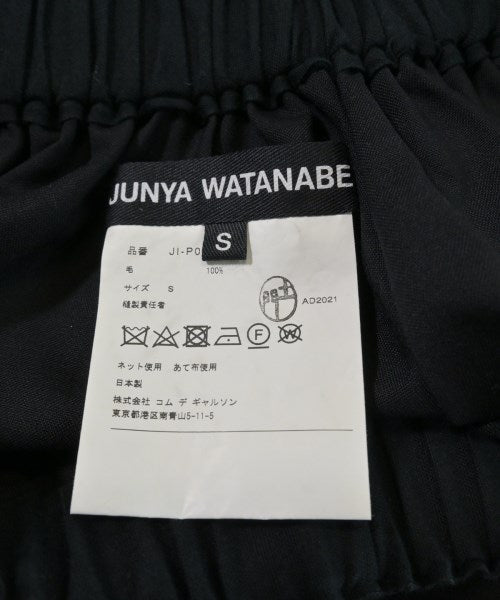 JUNYA WATANABE
S
品番 JI-P0
毛 100%
サイズ S
縫製責任者
AD2021
F W
ネット使用 あて布使用
日本製
株式会社 コム デ ギャルソン
東京都港区南青山5-11-5